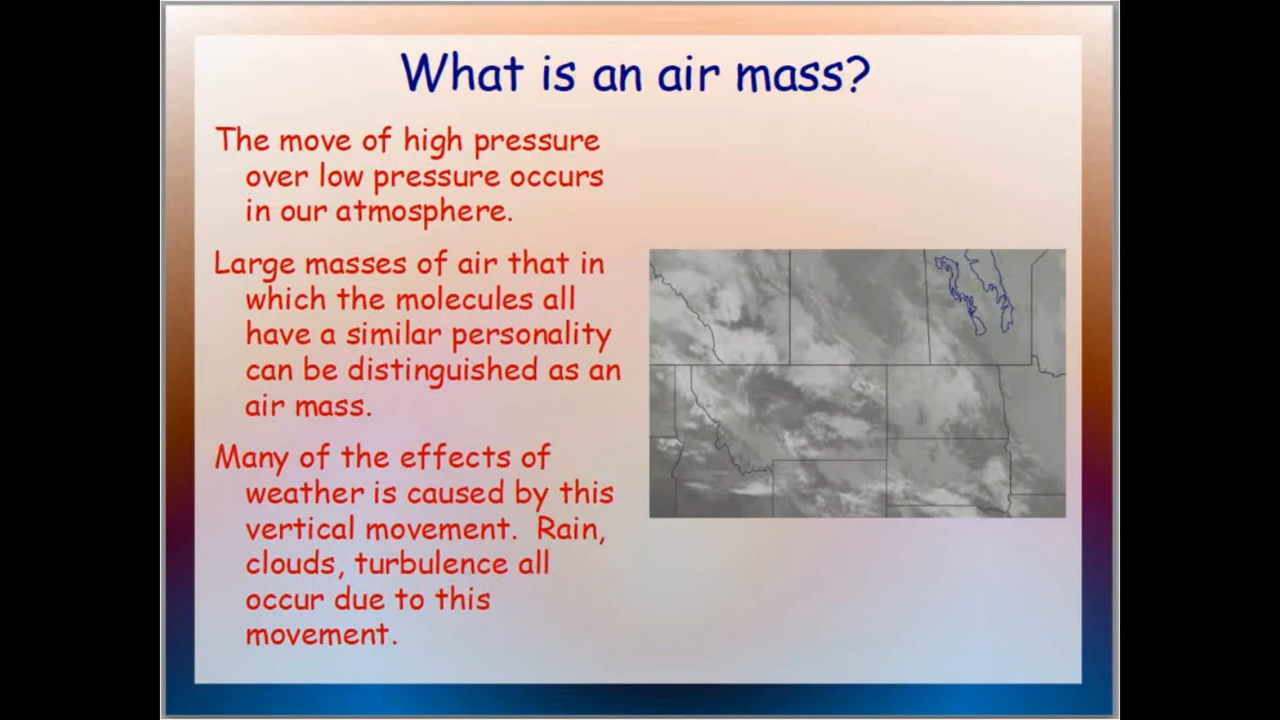 What is an air mass?
The move of high pressure
over low pressure occurs
in our atmosphere.
Large masses of air that in
which the molecules all
have a similar personality
can be distinguished as an
air mass.
Many of the effects of
weather is caused by this
vertical movement.  Rain,
clouds, turbulence all
occur due to this
movement.